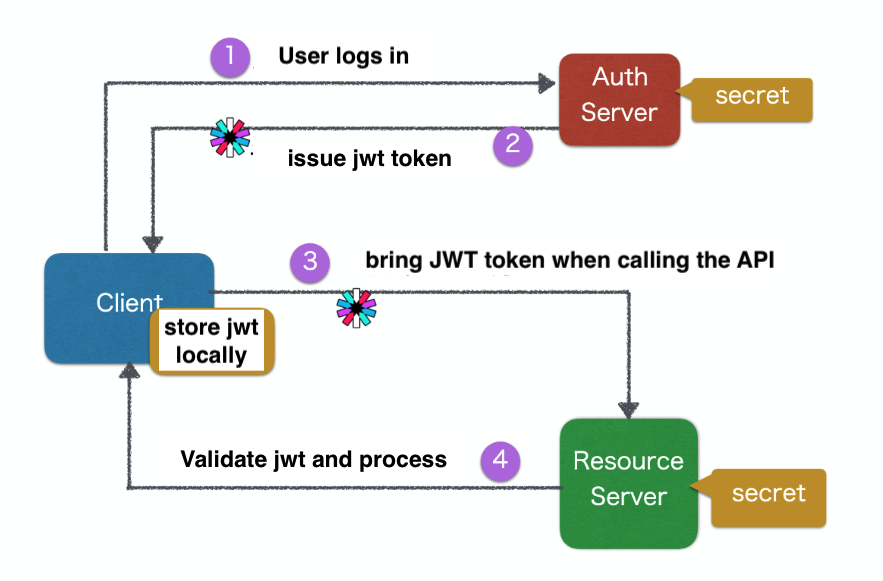 1
User logs in
Auth
Server
secret
issue jwt token
2
3
bring JWT token when calling the API
Client
store jwt
locally
Validate jwt and process
4
Resource
Server
secret